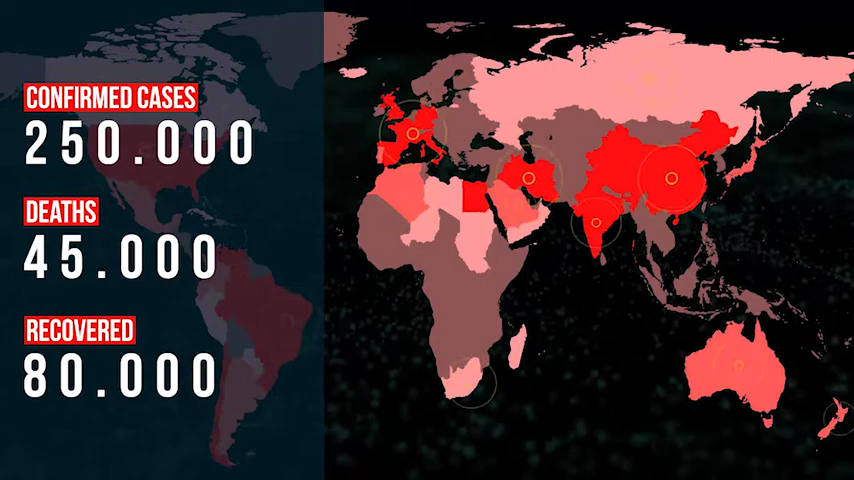 CONFIRMED CASES
250.000
DEATHS
45.000
RECOVERED
80.000